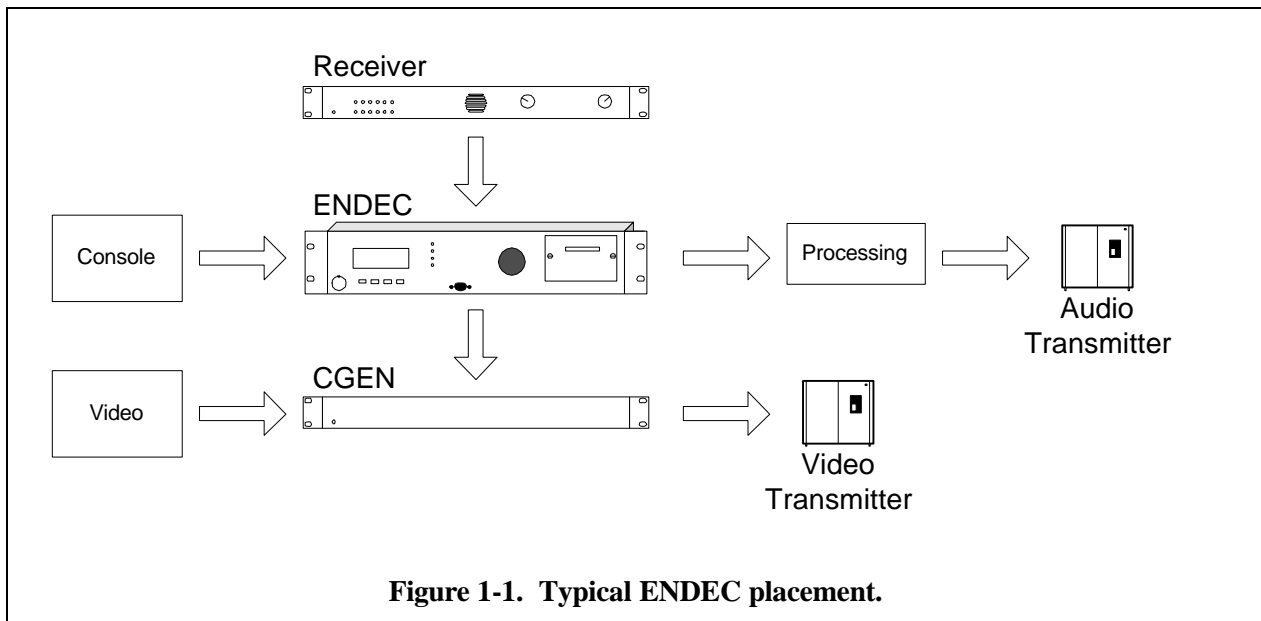 Receiver
ENDEC
Console
Processing
Audio
Transmitter
CGEN
Video
Video
Transmitter
Figure 1-1. Typical ENDEC placement.